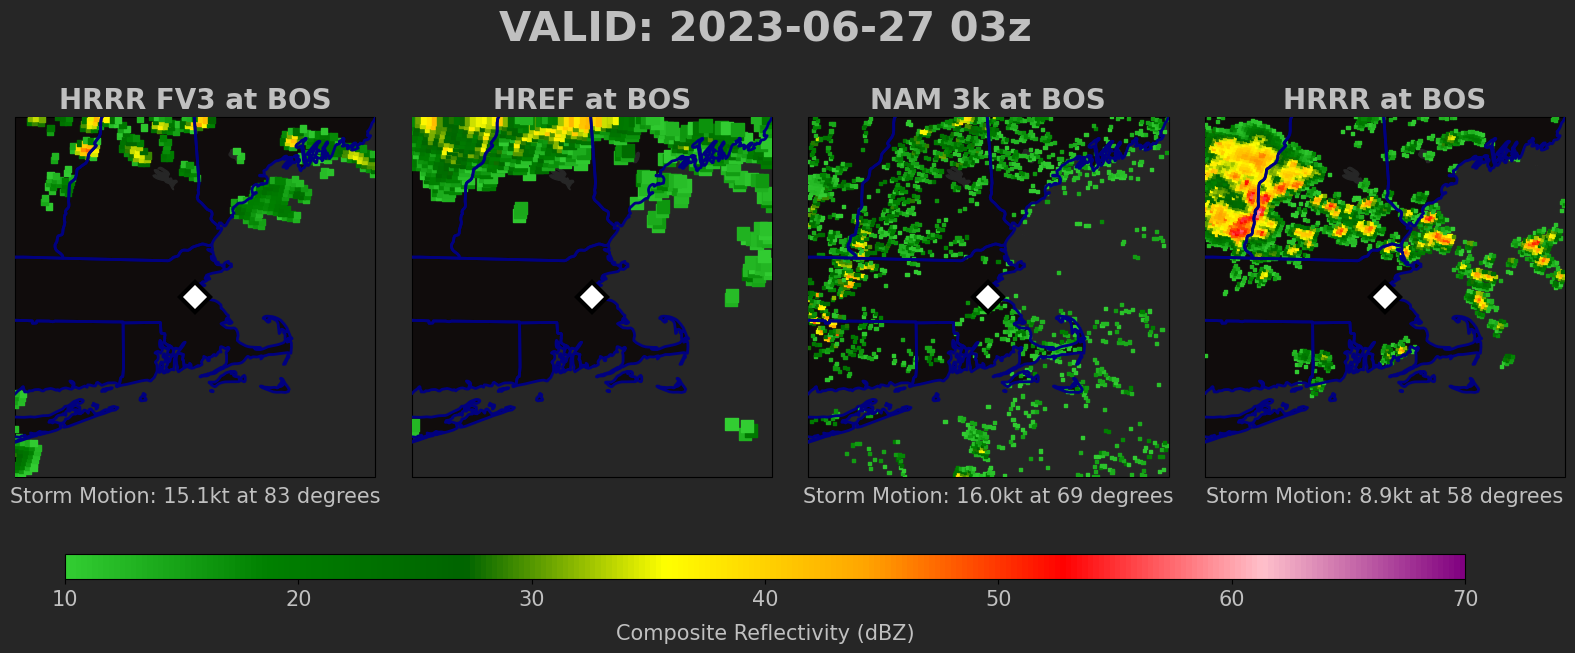 VALID: 2023-06-27 03z
HRRR FV3 at BOS
HREF at BOS
NAM 3k at BOS
HRRR at BOS
Storm Motion: 15.1kt at 83 degrees
Storm Motion: 16.0kt at 69 degrees
Storm Motion: 8.9kt at 58 degrees
10 20 30 40 50 60 70
Composite Reflectivity (dBZ)